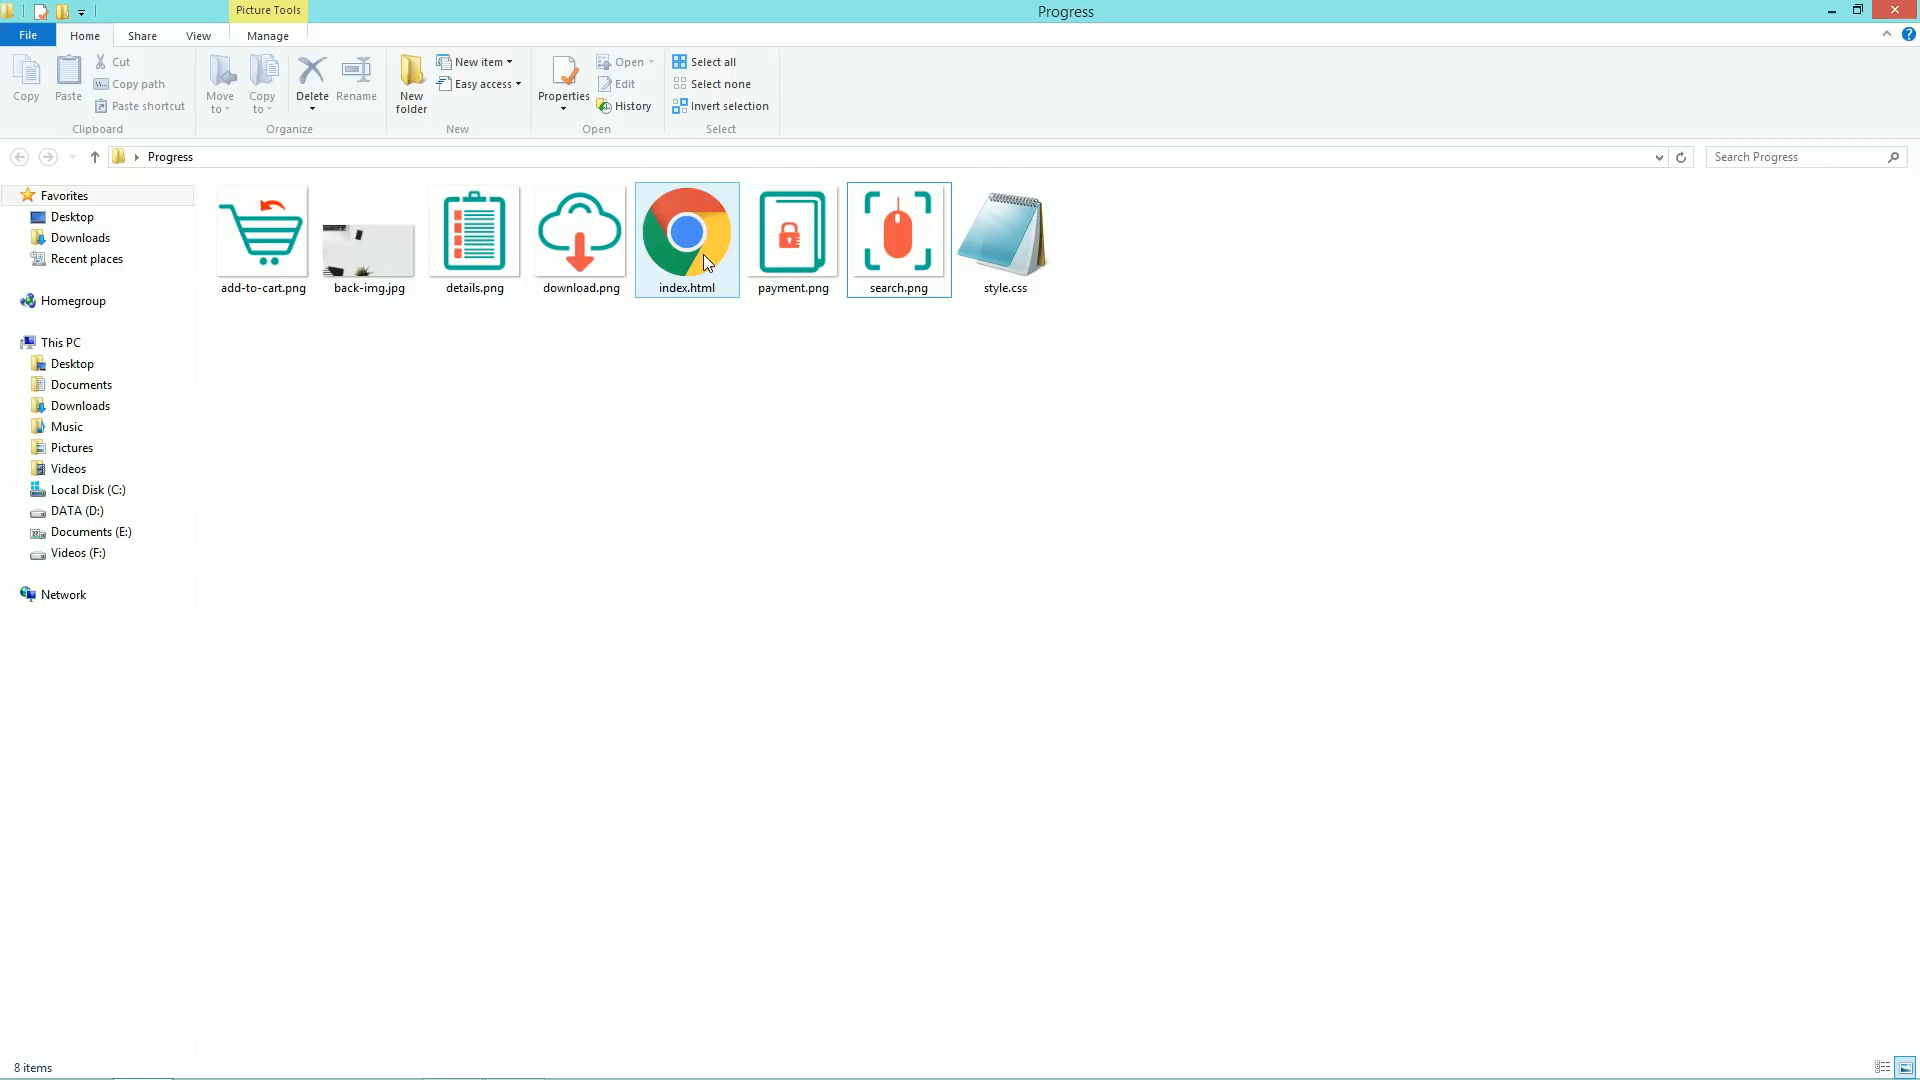 Picture Tools
Progress
File
Home
Share
View
Manage
Copy
Paste
Cut
Copy path
Paste shortcut
Clipboard
Move to
Copy to
Delete
Rename
Organize
New folder
New item
Easy access
New
Properties
Open
Edit
History
Open
Select all
Select none
Invert selection
Select
Progress
Search Progress
Favorites
Desktop
Downloads
Recent places
Homegroup
This PC
Desktop
Documents
Downloads
Music
Pictures
Videos
Local Disk (C:)
DATA (D:)
Documents (E:)
Videos (F:)
Network
add-to-cart.png
back-img.jpg
details.png
download.png
index.html
payment.png
search.png
style.css
8 items